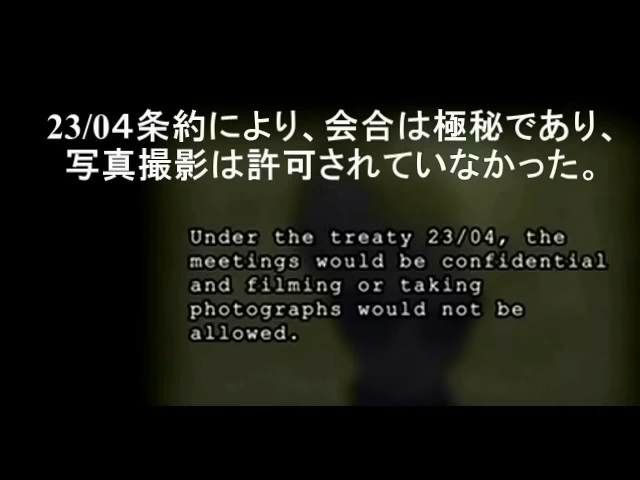 23/0４条約により、会合は極秘であり、
写真撮影は許可されていなかった。
Under the treaty 23/04, the
meetings would be confidential
and filming or taking
photographs would not be
allowed.